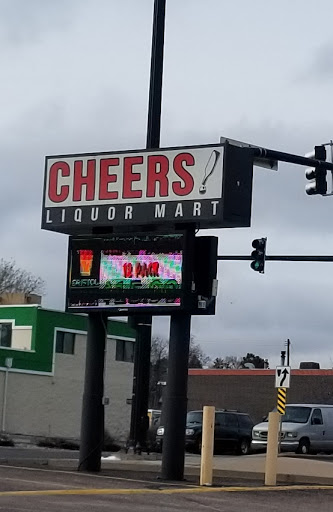 CHEERS!
LIQUOR MART
12 PACK
BRISTOL